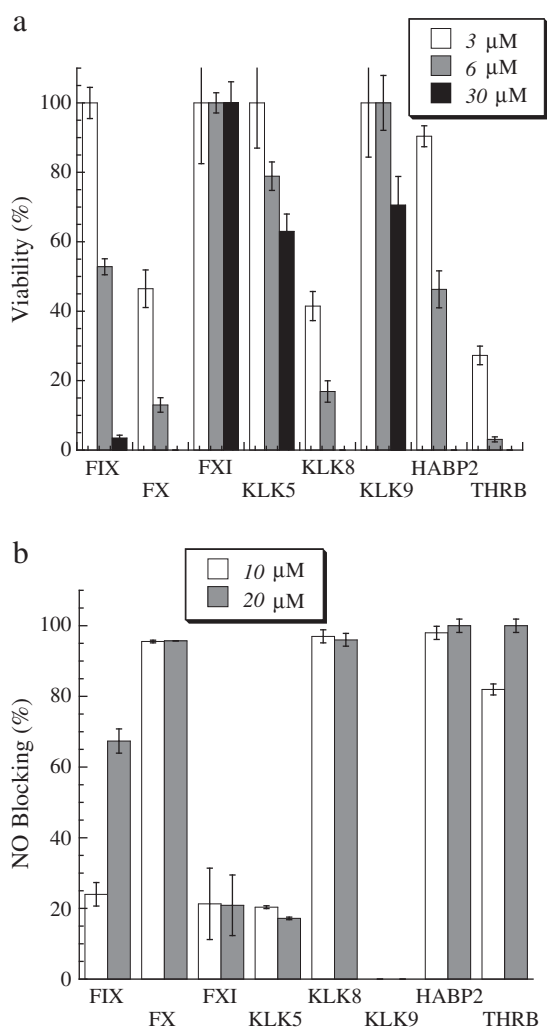 a
3 µM
6 µM
30 µM
Viability (%)
100
80
60
40
20
0
FIX
FX
FXI
KLK5
KLK8
KLK9
HABP2
THRB
b
10 µM
20 µM
NO Blocking (%)
100
80
60
40
20
0
FIX
FX
FXI
KLK5
KLK8
KLK9
HABP2
THRB